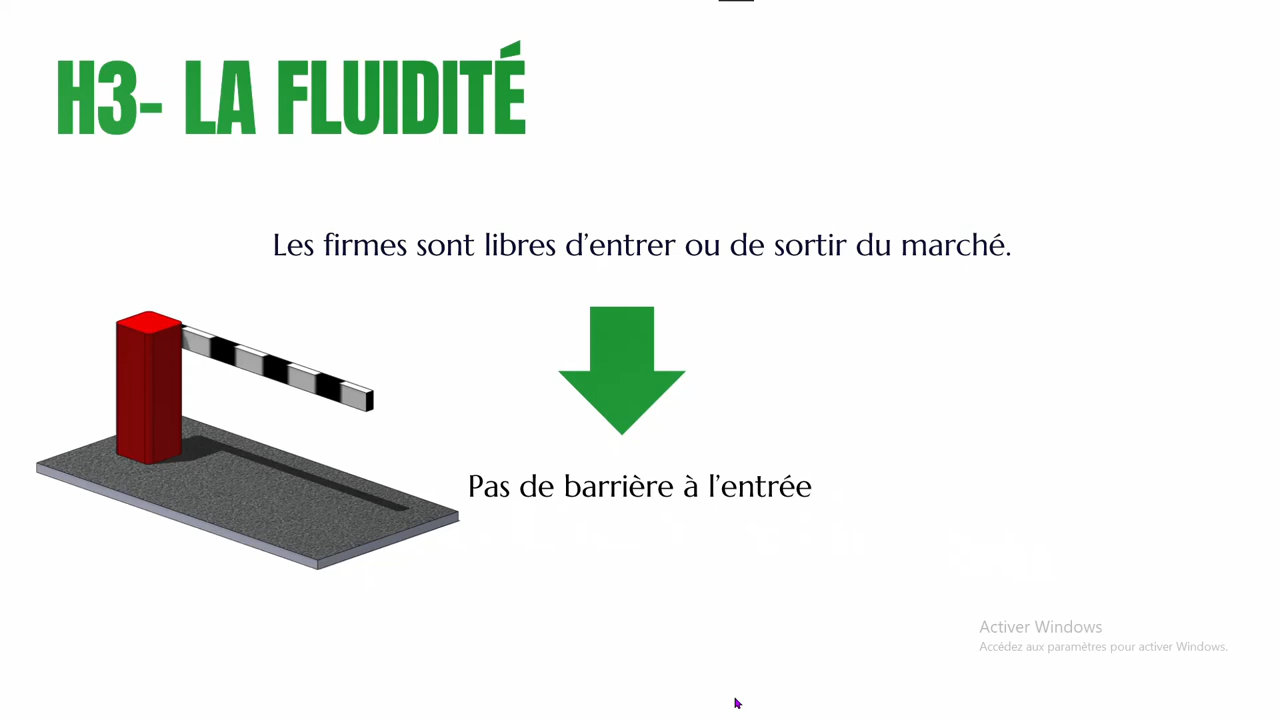 H3- LA FLUIDITÉ
Les firmes sont libres d’entrer ou de sortir du marché.
Pas de barrière à l’entrée
Activer Windows
Accédez aux paramètres pour activer Windows.